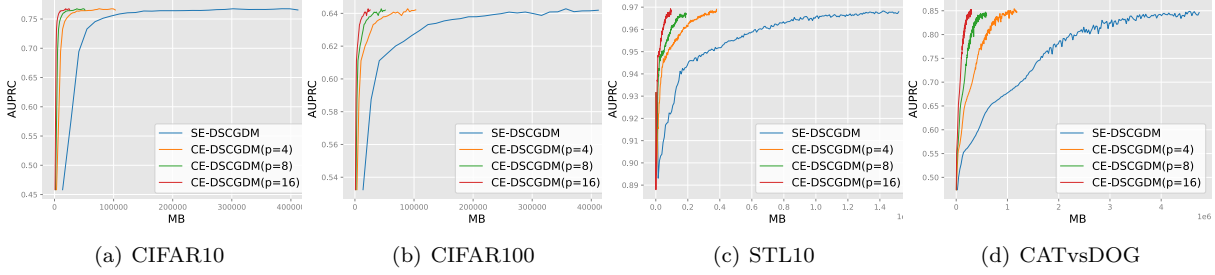 AUPRC
0.75
0.70
0.65
0.60
0.55
0.50
0.45
SE-DSCGDM
CE-DSCGDM(p=4)
CE-DSCGDM(p=8)
CE-DSCGDM(p=16)
0 100000 200000 300000 400000
MB
(a) CIFAR10
AUPRC
0.64
0.62
0.60
0.58
0.56
0.54
SE-DSCGDM
CE-DSCGDM(p=4)
CE-DSCGDM(p=8)
CE-DSCGDM(p=16)
0 100000 200000 300000 400000
MB
(b) CIFAR100
AUPRC
0.97
0.96
0.95
0.94
0.93
0.92
0.91
0.90
0.89
SE-DSCGDM
CE-DSCGDM(p=4)
CE-DSCGDM(p=8)
CE-DSCGDM(p=16)
0.0 0.2 0.4 0.6 0.8 1.0 1.2 1.4
MB
(c) STL10
AUPRC
0.85
0.80
0.75
0.70
0.65
0.60
0.55
0.50
SE-DSCGDM
CE-DSCGDM(p=4)
CE-DSCGDM(p=8)
CE-DSCGDM(p=16)
0 1 2 3 4 5
1e6
MB
(d) CATvsDOG